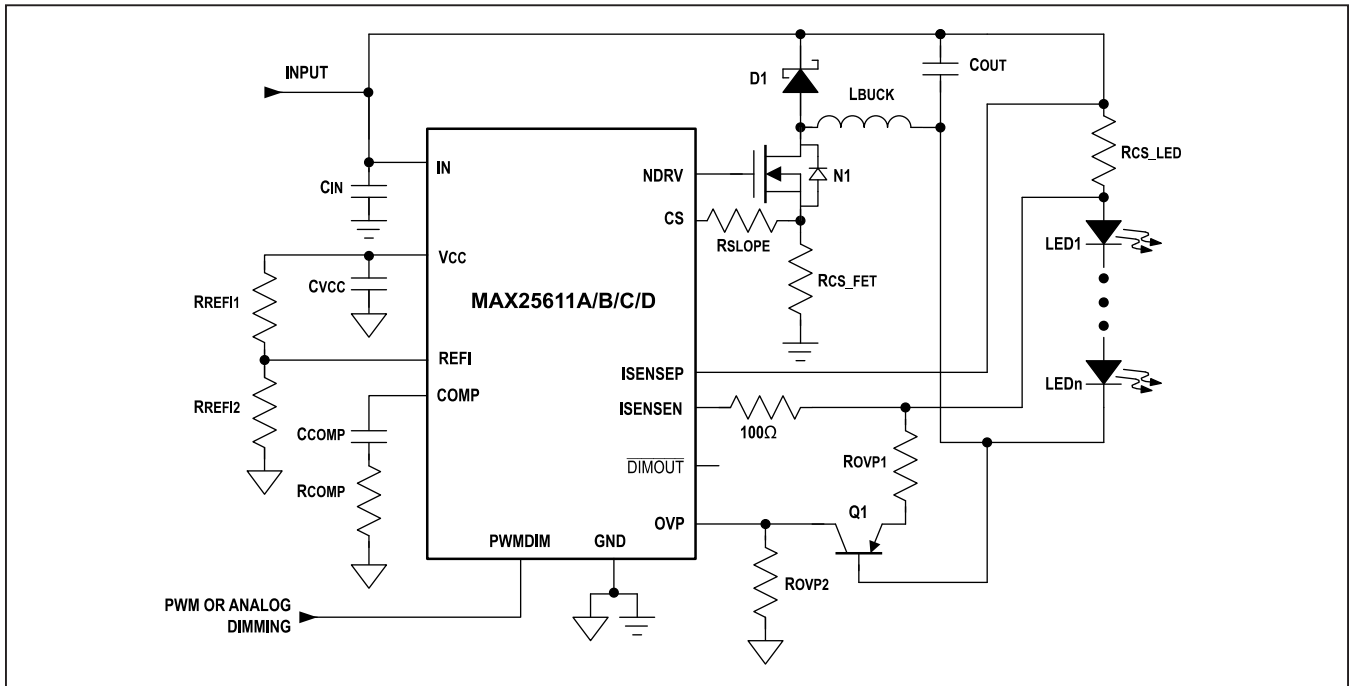 INPUT
D1
COUT
LBUCK
RCS_LED
IN
NDRV
N1
CIN
CS
RSLOPE
LED1
VCC
CVCC
RREFI1
MAX25611A/B/C/D
RCS_FET
REFI
ISENSEP
LEDn
COMP
ISENSEN
RREFI2
100Ω
CCOMP
ROVP1
DIMOUT
RCOMP
Q1
OVP
PWMDIM
GND
ROVP2
PWM OR ANALOG
DIMMING